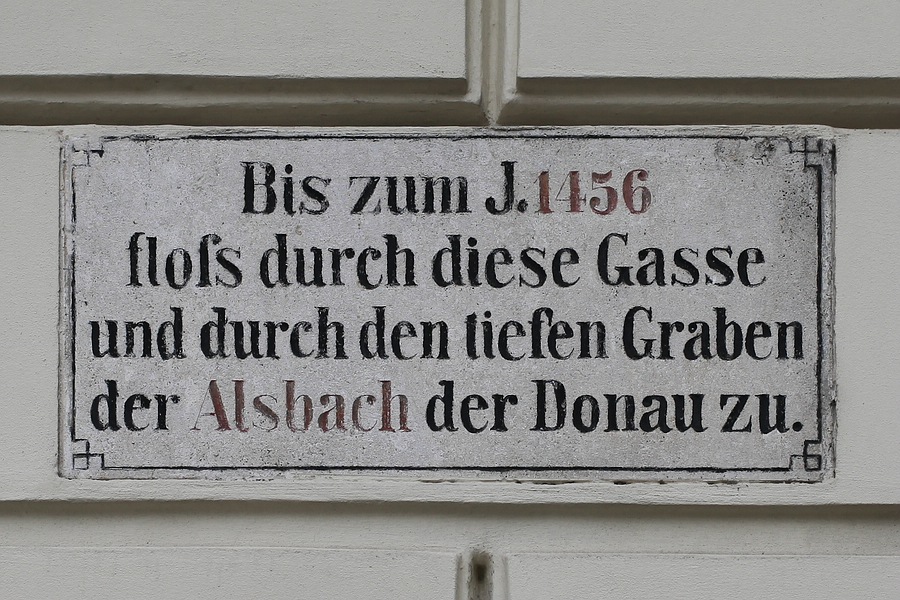 Bis zum J. 1456
floſs durch diese Gasse
und durch den tiefen Graben
der Alsbach der Donau zu.